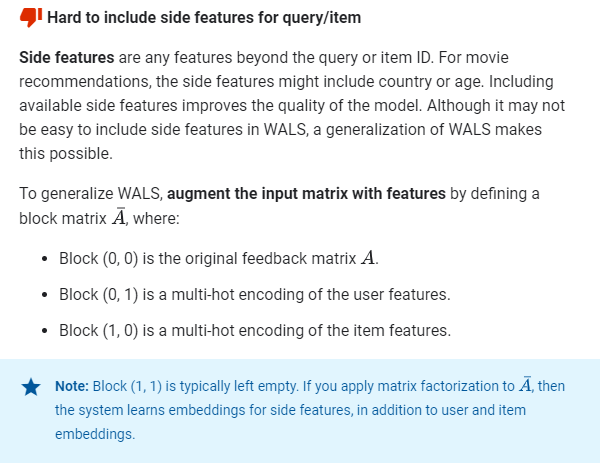 Hard to include side features for query/item
Side features are any features beyond the query or item ID. For movie
recommendations, the side features might include country or age. Including
available side features improves the quality of the model. Although it may not
be easy to include side features in WALS, a generalization of WALS makes
this possible.
To generalize WALS, augment the input matrix with features by defining a
block matrix Ā, where:
• Block (0, 0) is the original feedback matrix A.
• Block (0, 1) is a multi-hot encoding of the user features.
• Block (1, 0) is a multi-hot encoding of the item features.
Note: Block (1, 1) is typically left empty. If you apply matrix factorization to Ā, then
the system learns embeddings for side features, in addition to user and item
embeddings.